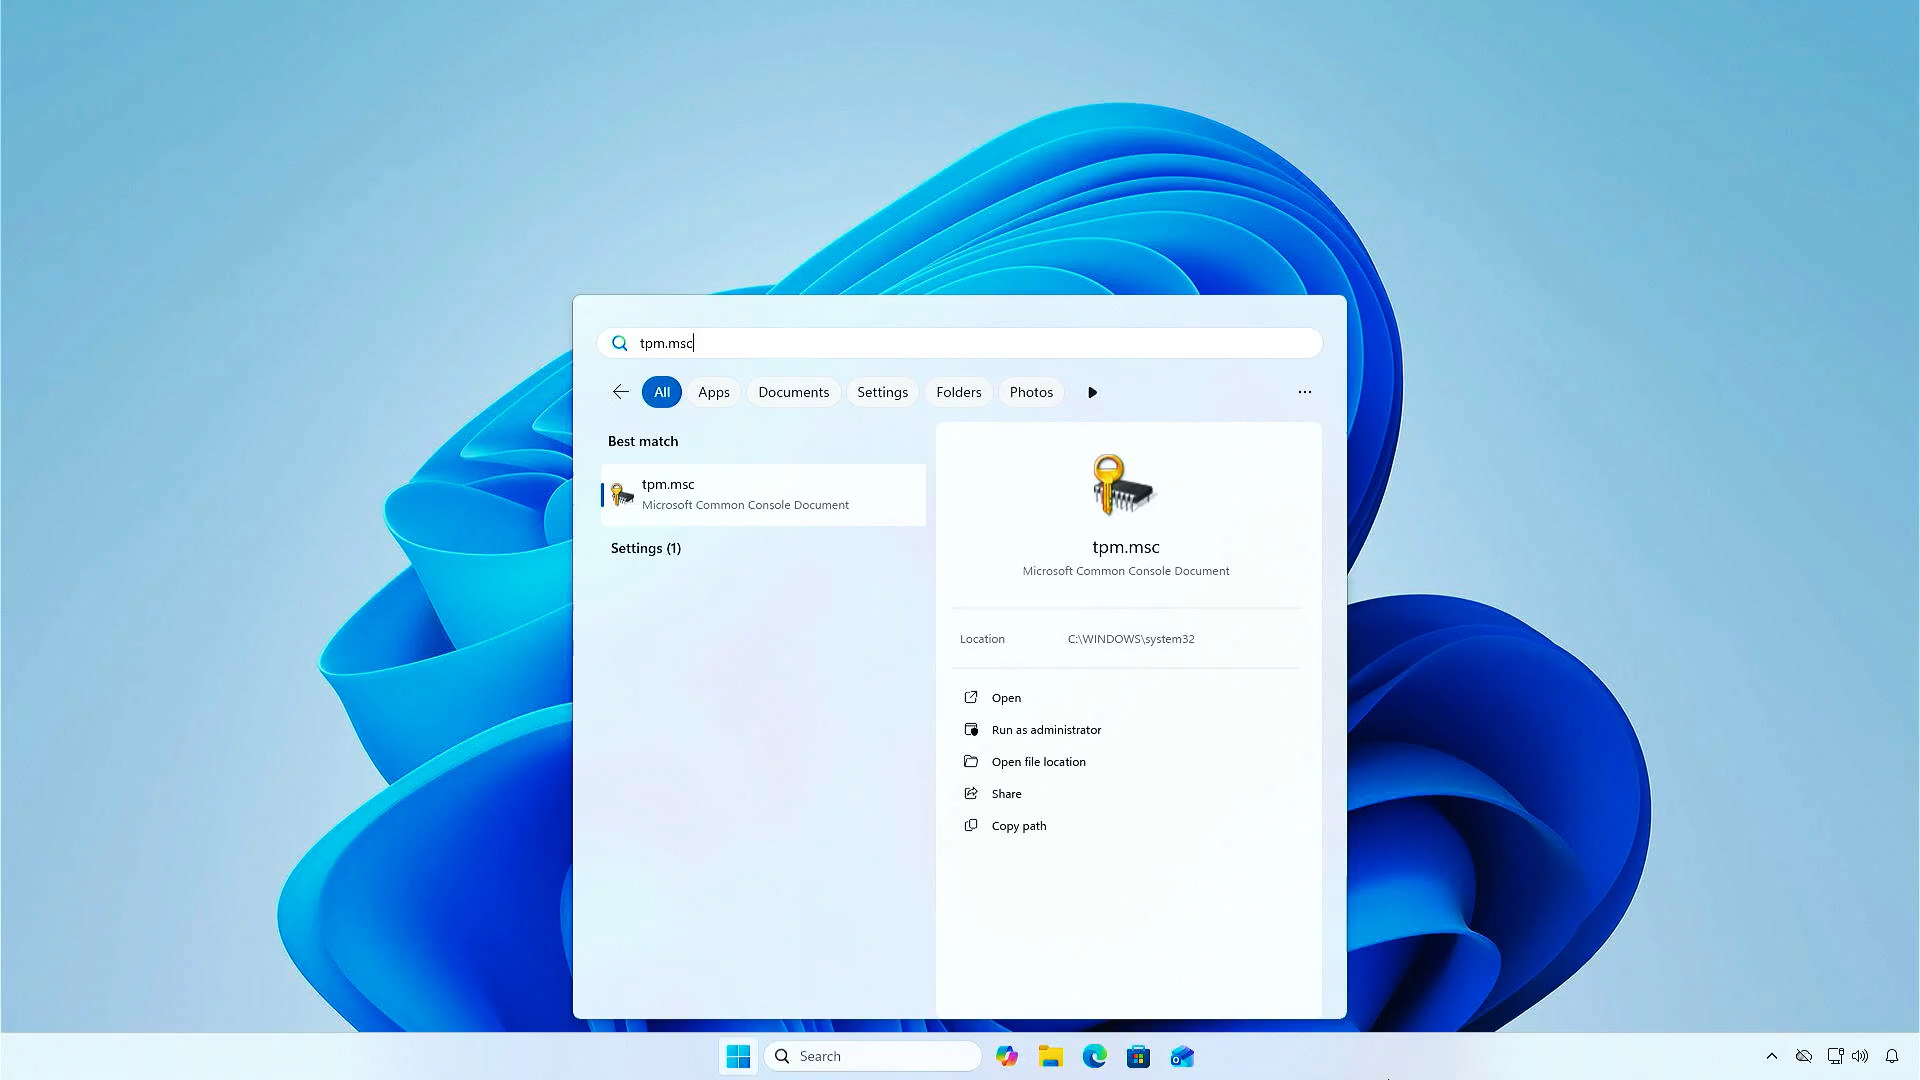 tpm.msc
All Apps Documents Settings Folders Photos
Best match
tpm.msc
Microsoft Common Console Document
Settings (1)
tpm.msc
Microsoft Common Console Document
Location C:\WINDOWS\system32
Open
Run as administrator
Open file location
Share
Copy path
Search